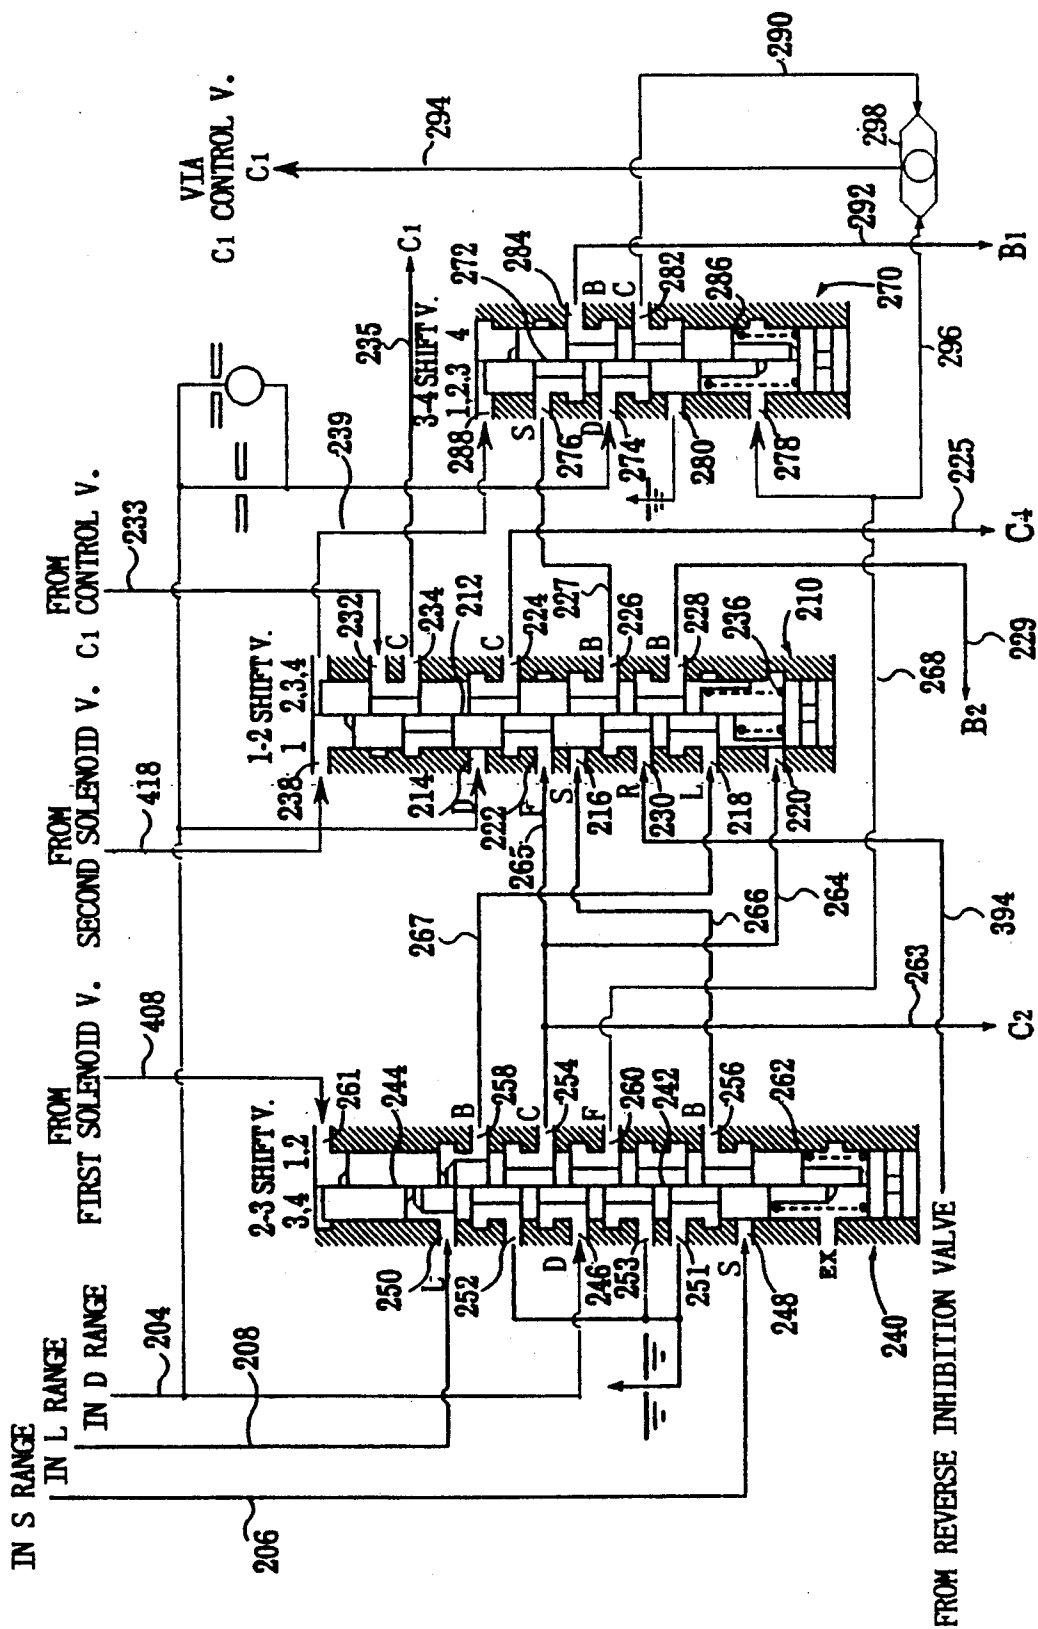 IN S RANGE
IN L RANGE
IN D RANGE
204
208
206
FROM
FIRST SOLENOID V.
408
FROM
SECOND SOLENOID V.
418
FROM
C1 CONTROL V.
233
VIA
C1 CONTROL V.
C1
294
290
298
292
B1
296
2-3 SHIFT V.
3,4
1,2
261
244
250
L
252
D
246
253
251
S
248
EX
240
B
258
C
254
F
260
242
B
256
262
267
265
266
264
263
C2
268
394
FROM REVERSE INHIBITION VALVE
1-2 SHIFT V.
1
2,3,4
238
214
D
222
F
S
216
R
230
L
218
220
232
C
234
212
C
224
227
B
226
B
228
236
210
229
B2
239
235
C1
225
C4
3-4 SHIFT V.
1,2,3
4
288
S
276
D
274
280
278
272
284
B
C
282
286
270